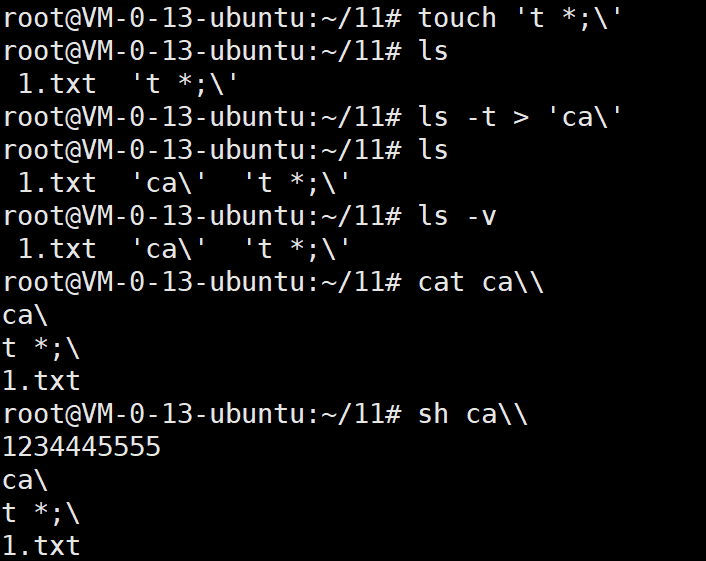 root@VM-0-13-ubuntu:~/11# touch 't *;\'
root@VM-0-13-ubuntu:~/11# ls
 1.txt  't *;\'
root@VM-0-13-ubuntu:~/11# ls -t > 'ca\'
root@VM-0-13-ubuntu:~/11# ls
 1.txt  'ca\'  't *;\'
root@VM-0-13-ubuntu:~/11# ls -v
 1.txt  'ca\'  't *;\'
root@VM-0-13-ubuntu:~/11# cat ca\\
ca\
t *;\
1.txt
root@VM-0-13-ubuntu:~/11# sh ca\\
1234445555
ca\
t *;\
1.txt